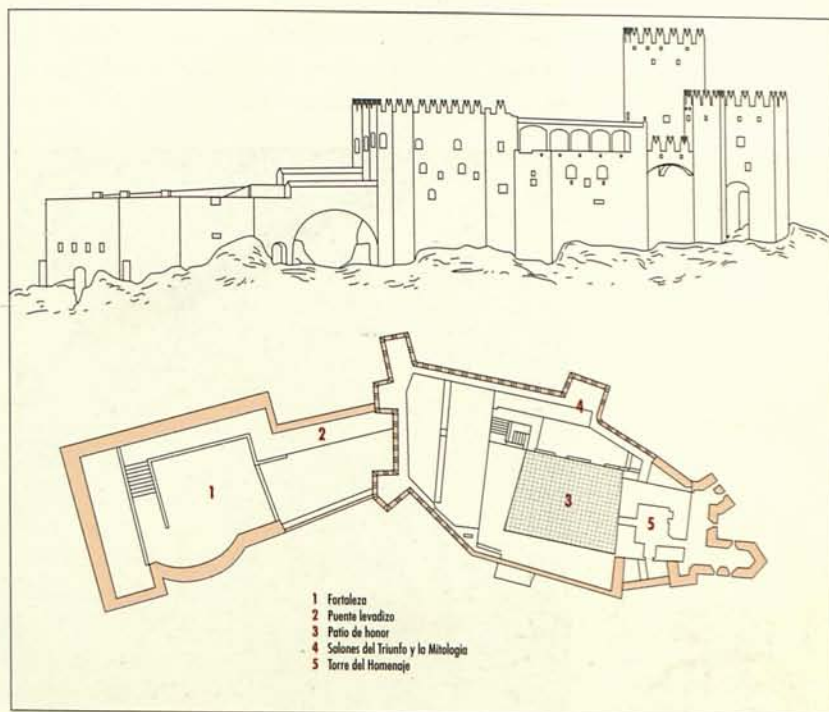 4
2
1
3
5
1 Fortaleza
2 Puente levadizo
3 Patio de honor
4 Salones del Triunfo y la Mitología
5 Torre del Homenaje